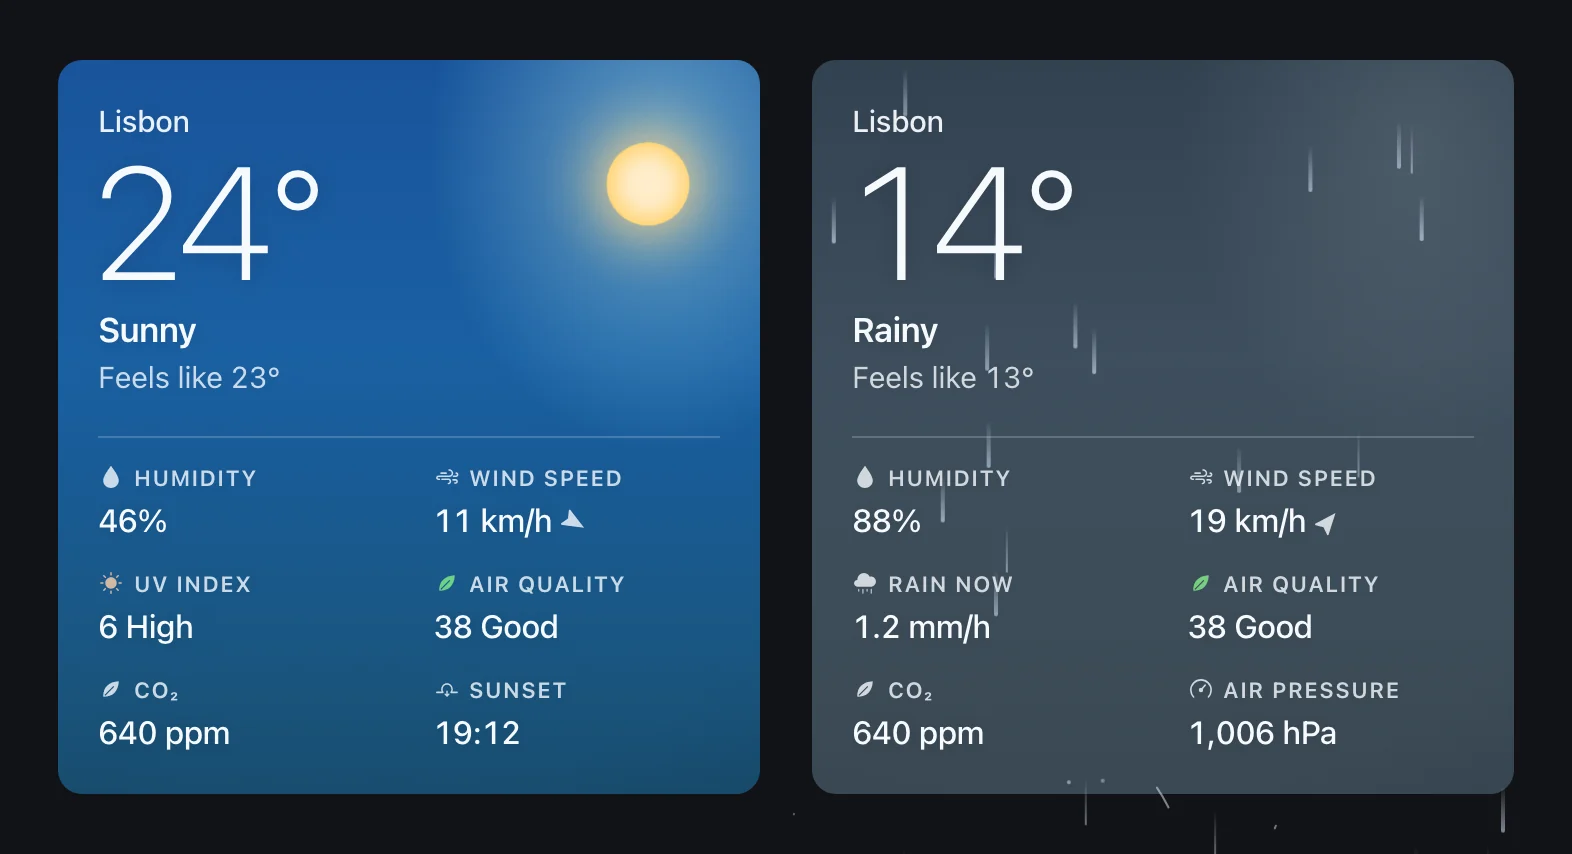 Lisbon
24°
Sunny
Feels like 23°
HUMIDITY
46%
WIND SPEED
11 km/h
UV INDEX
6 High
AIR QUALITY
38 Good
CO₂
640 ppm
SUNSET
19:12
Lisbon
14°
Rainy
Feels like 13°
HUMIDITY
88%
WIND SPEED
19 km/h
RAIN NOW
1.2 mm/h
AIR QUALITY
38 Good
CO₂
640 ppm
AIR PRESSURE
1,006 hPa